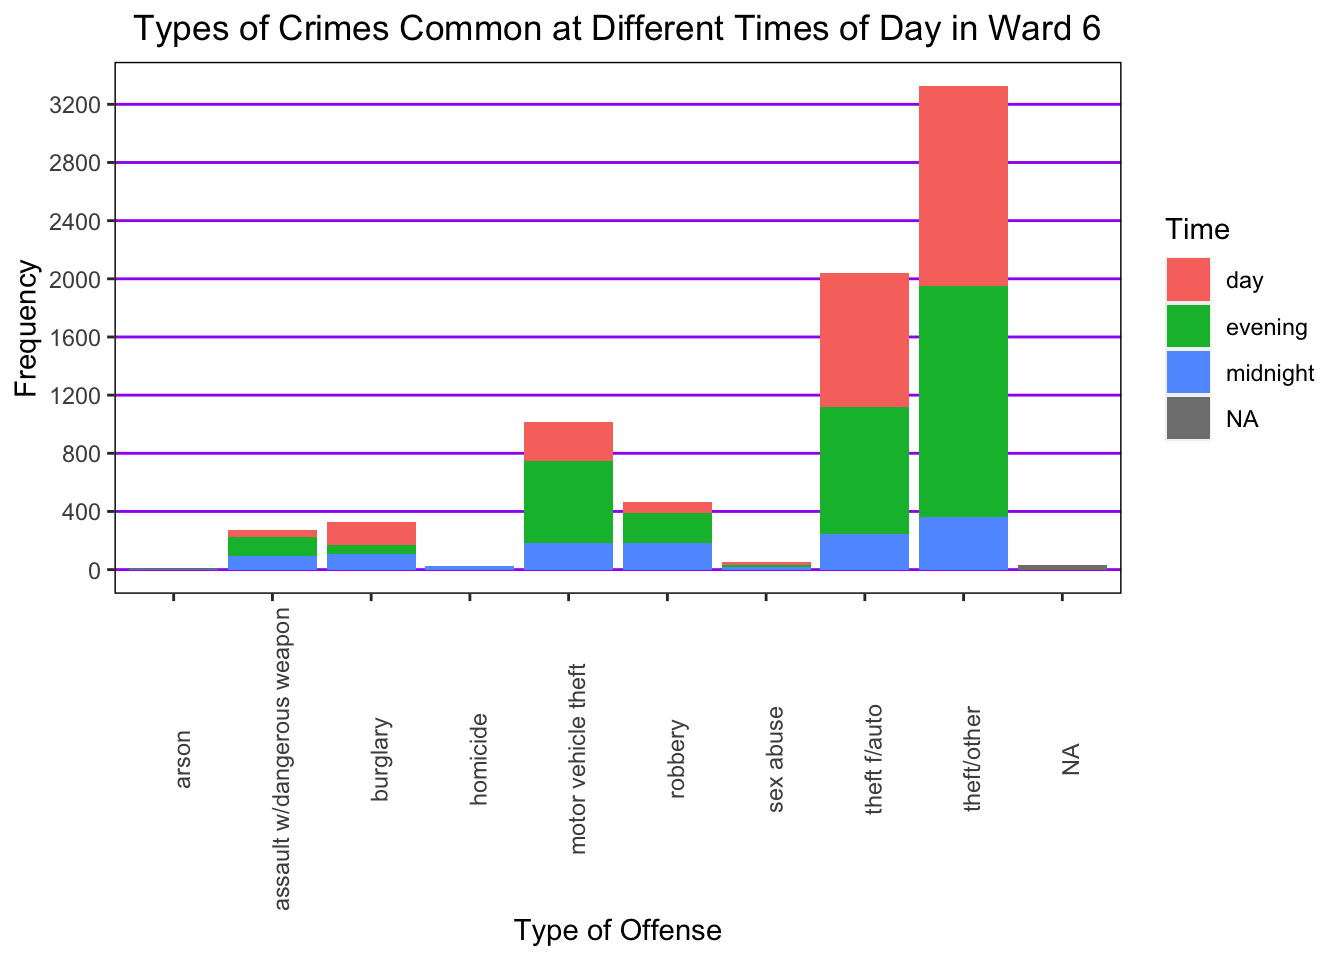 Types of Crimes Common at Different Times of Day in Ward 6
Frequency
3200
2800
2400
2000
1600
1200
800
400
0
arson
assault w/dangerous weapon
burglary
homicide
motor vehicle theft
robbery
sex abuse
theft f/auto
theft/other
NA
Type of Offense
Time
day
evening
midnight
NA